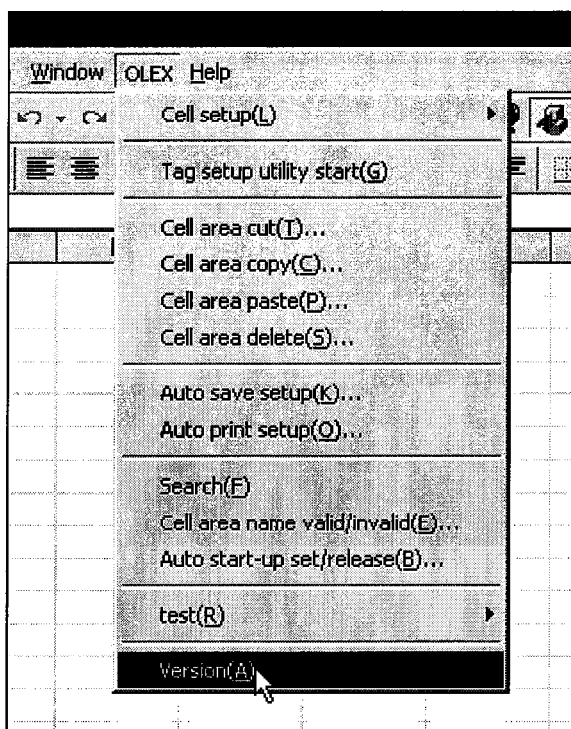 Window OLEX Help
Cell setup(L)
Tag setup utility start(G)
Cell area cut(T)...
Cell area copy(C)...
Cell area paste(P)...
Cell area delete(S)...
Auto save setup(K)...
Auto print setup(O)...
Search(F)
Cell area name valid/invalid(E)...
Auto start-up set/release(B)...
test(R)
Version(A)